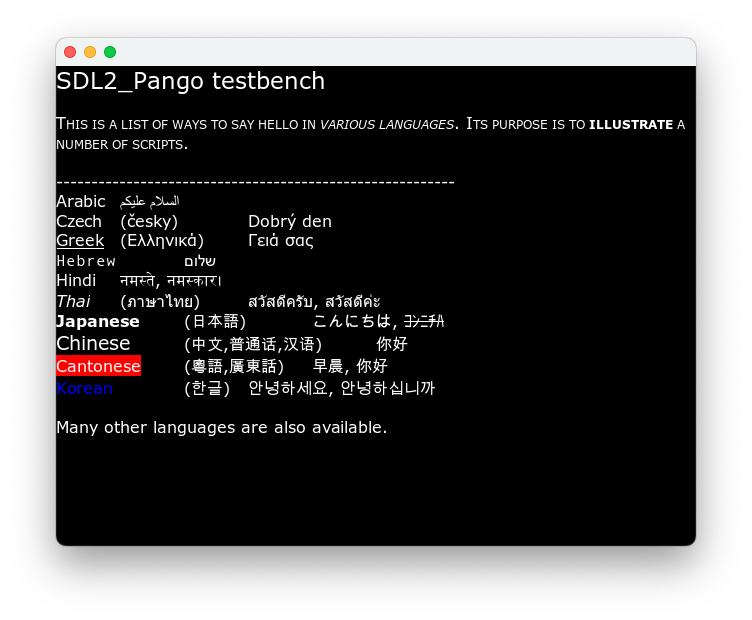 SDL2_Pango testbench
This is a list of ways to say hello in various languages. Its purpose is to illustrate a
number of scripts.
---------------------------------------------------------
Arabic السلام عليكم
Czech (česky) Dobrý den
Greek (Ελληνικά) Γειά σας
Hebrew שלום
Hindi नमस्ते, नमस्कार।
Thai (ภาษาไทย) สวัสดีครับ, สวัสดีค่ะ
Japanese (日本語) こんにちは, ｺﾝﾆﾁﾊ
Chinese (中文,普通话,汉语) 你好
Cantonese (粵語,廣東話) 早晨, 你好
Korean (한글) 안녕하세요, 안녕하십니까
Many other languages are also available.